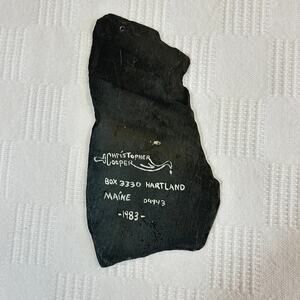 CHRISTOPHER
COOPER
BOX 3330 HARTLAND
MAINE 04943
-1983-